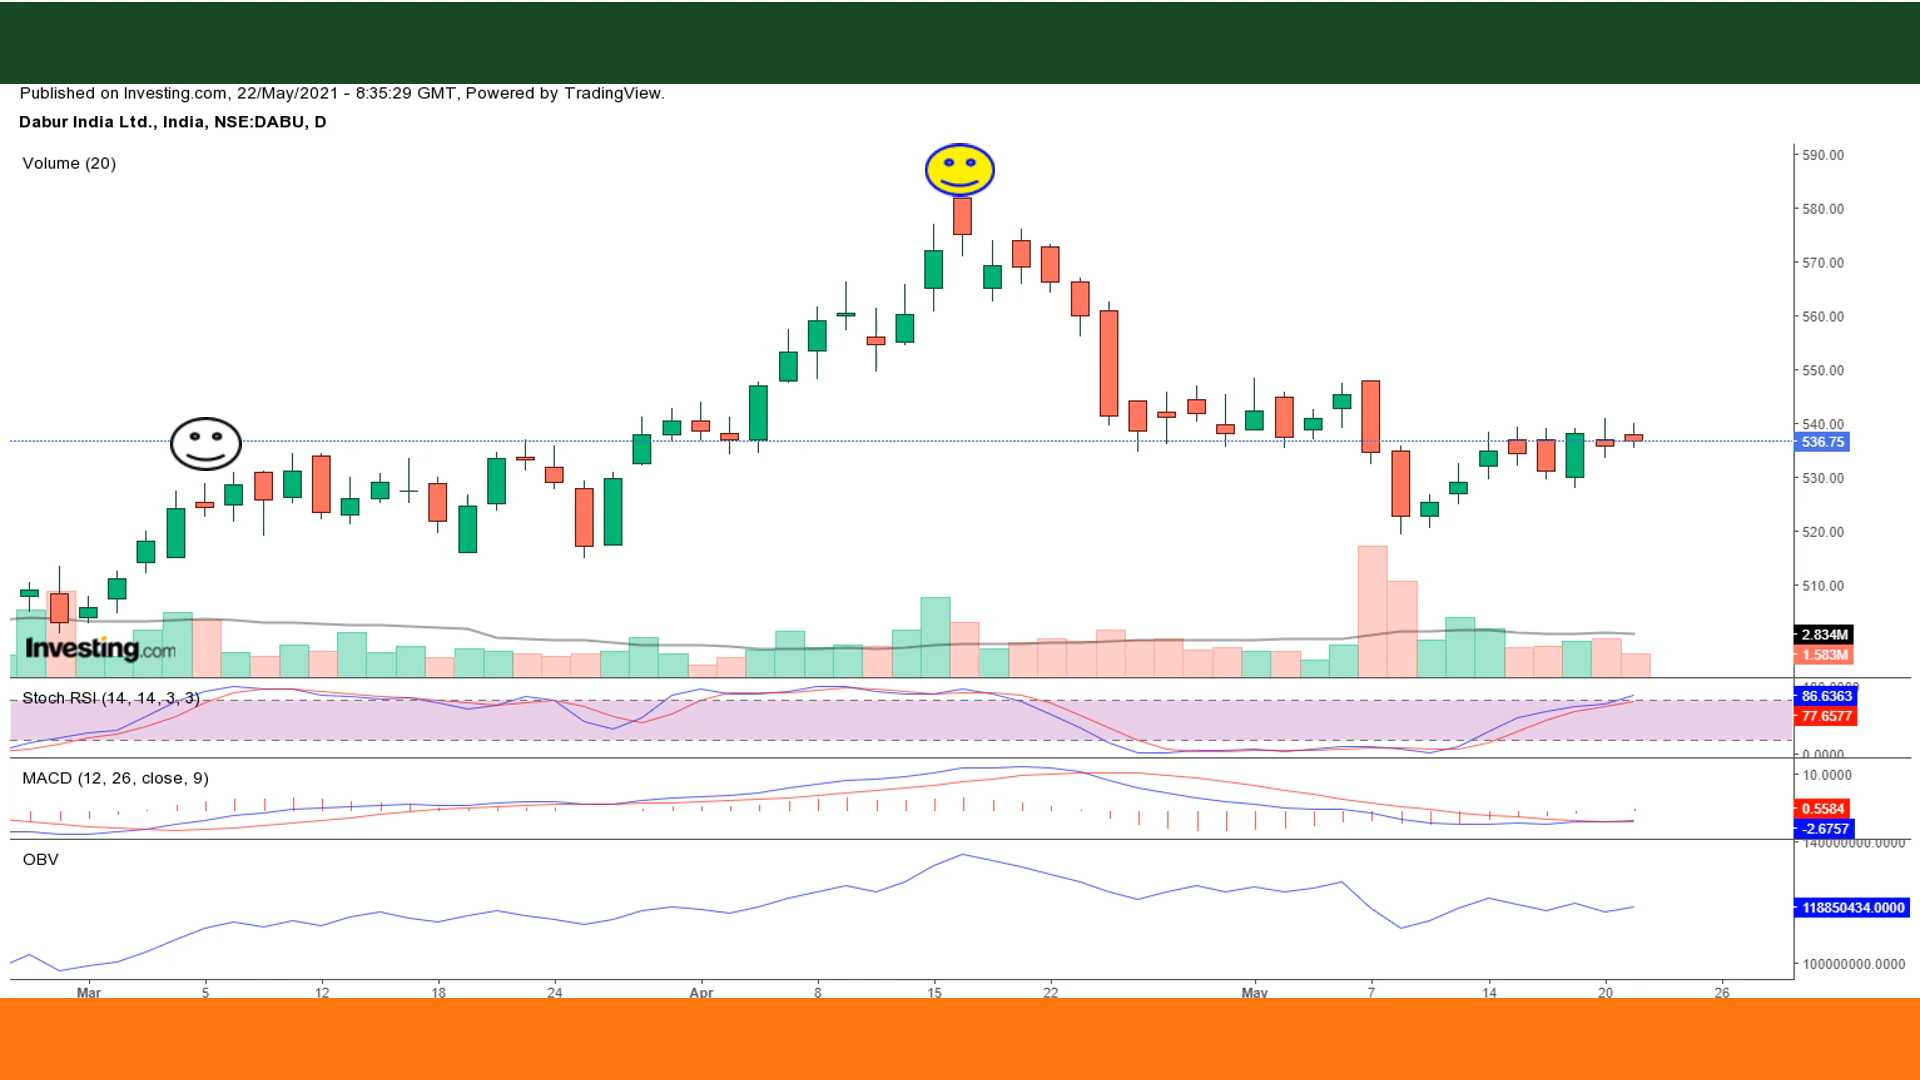 Published on Investing.com, 22/May/2021 - 8:35:29 GMT, Powered by TradingView.
Dabur India Ltd., India, NSE:DABU, D
Volume (20)
590.00
580.00
570.00
560.00
550.00
540.00
536.75
530.00
520.00
510.00
2.834M
1.583M
Investing.com
Stoch RSI (14, 14, 3, 3)
86.6363
77.6577
0.0000
MACD (12, 26, close, 9)
10.0000
0.5584
-2.6757
140000000.0000
OBV
118850434.0000
100000000.0000
Mar 5 12 18 24 Apr 8 15 22 May 7 14 20 26